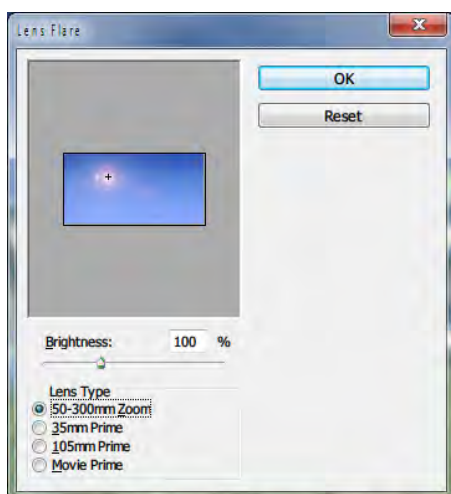 Lens Flare
OK
Reset
Brightness: 100 %
Lens Type
50-300mm Zoom
35mm Prime
105mm Prime
Movie Prime